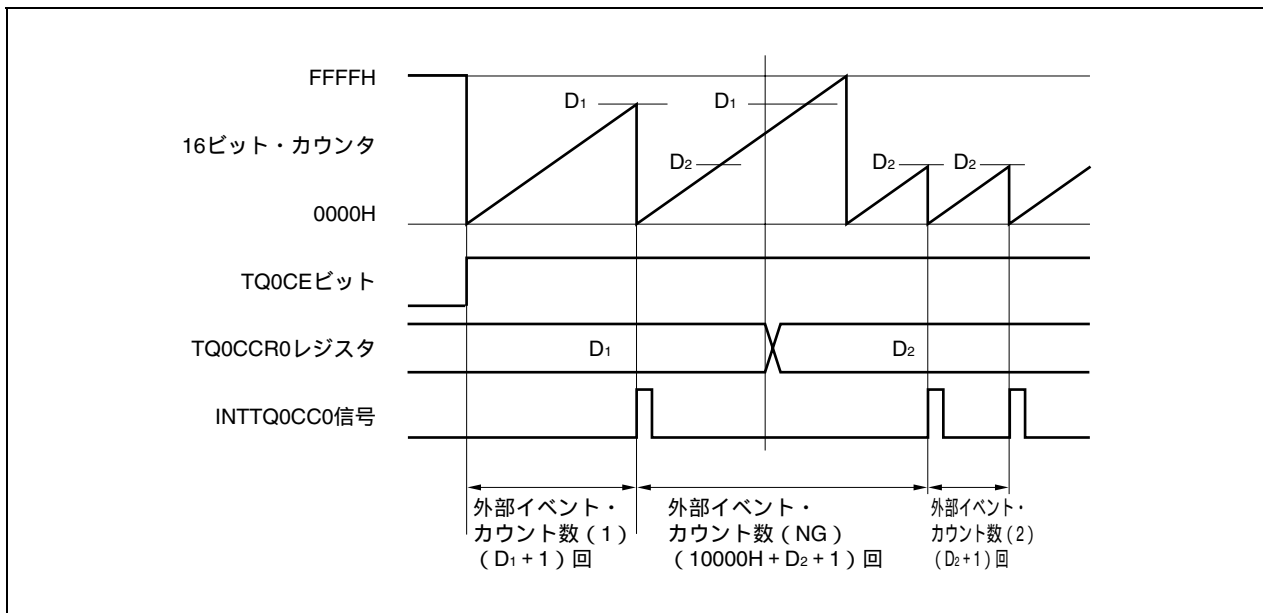 FFFFH
D1
D1
16ビット・カウンタ
D2
D2
D2
0000H
TQ0CEビット
TQ0CCR0レジスタ
D1
D2
INTTQ0CC0信号
外部イベント・
カウント数(1)
(D1+1)回
外部イベント・
カウント数(NG)
(10000H+D2+1)回
外部イベント・
カウント数(2)
(D2+1)回